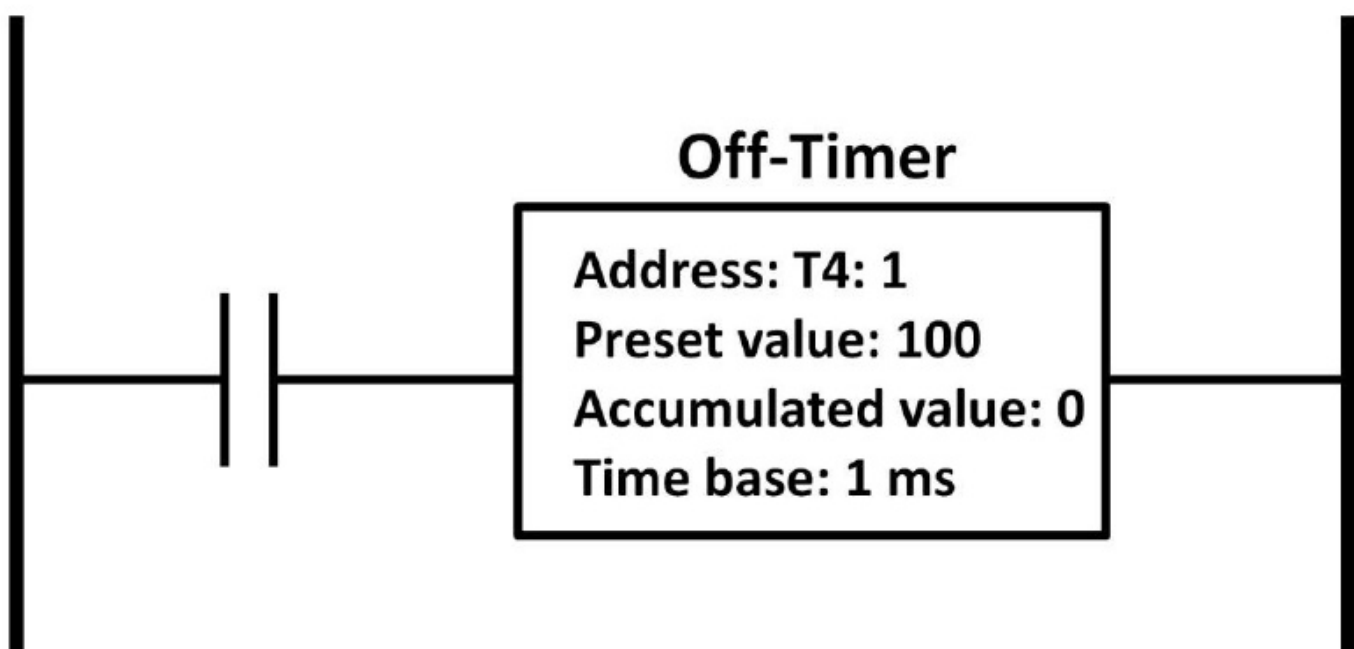 Off-Timer
Address: T4: 1
Preset value: 100
Accumulated value: 0
Time base: 1 ms